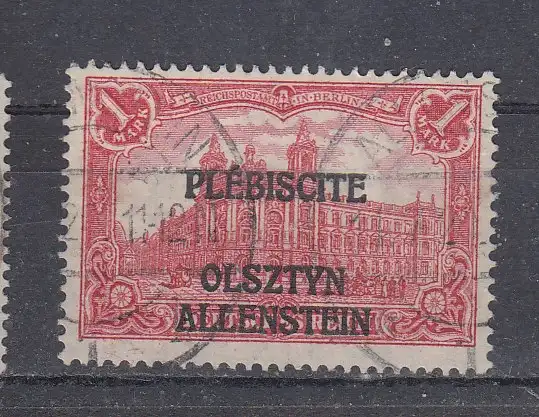 REICHSPOSTAMT IN BERLIN
1 MARK
1 MARK
PLÉBISCITE
OLSZTYN
ALLENSTEIN